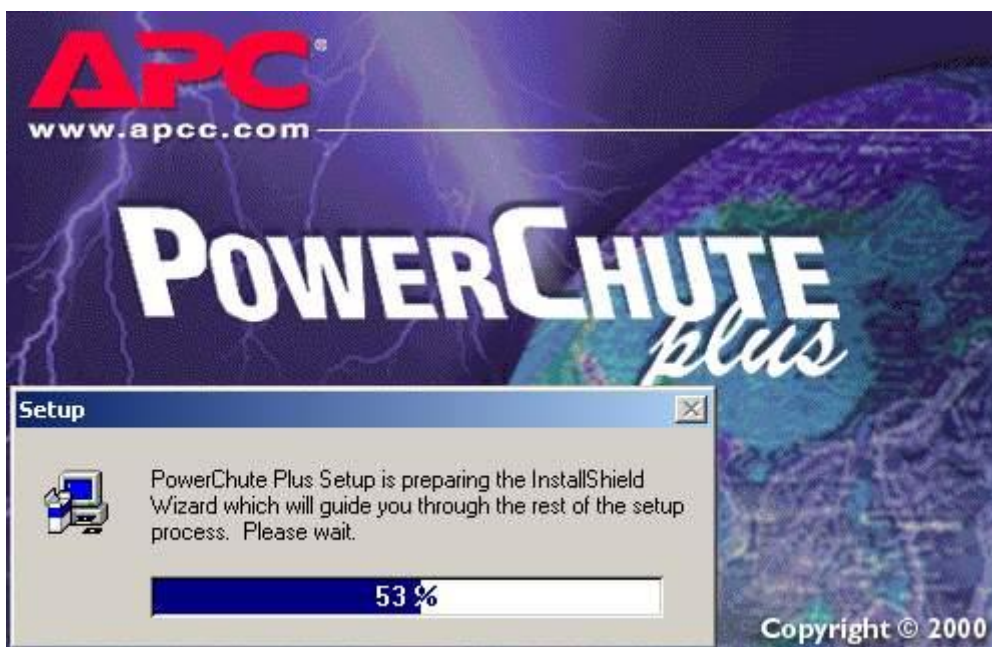 APC®
www.apcc.com
POWERCHUTE
plus
Setup
PowerChute Plus Setup is preparing the InstallShield
Wizard which will guide you through the rest of the setup
process. Please wait.
53 %
Copyright © 2000